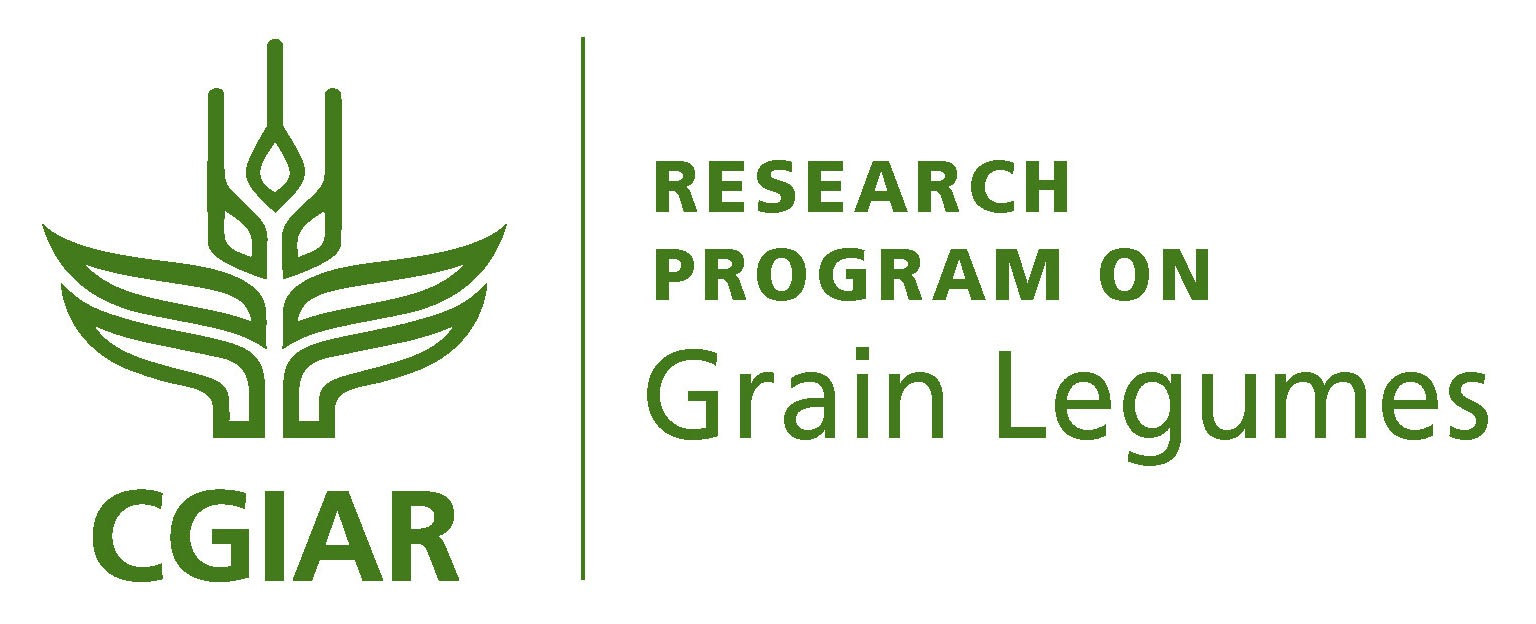 CGIAR
RESEARCH
PROGRAM ON
Grain Legumes